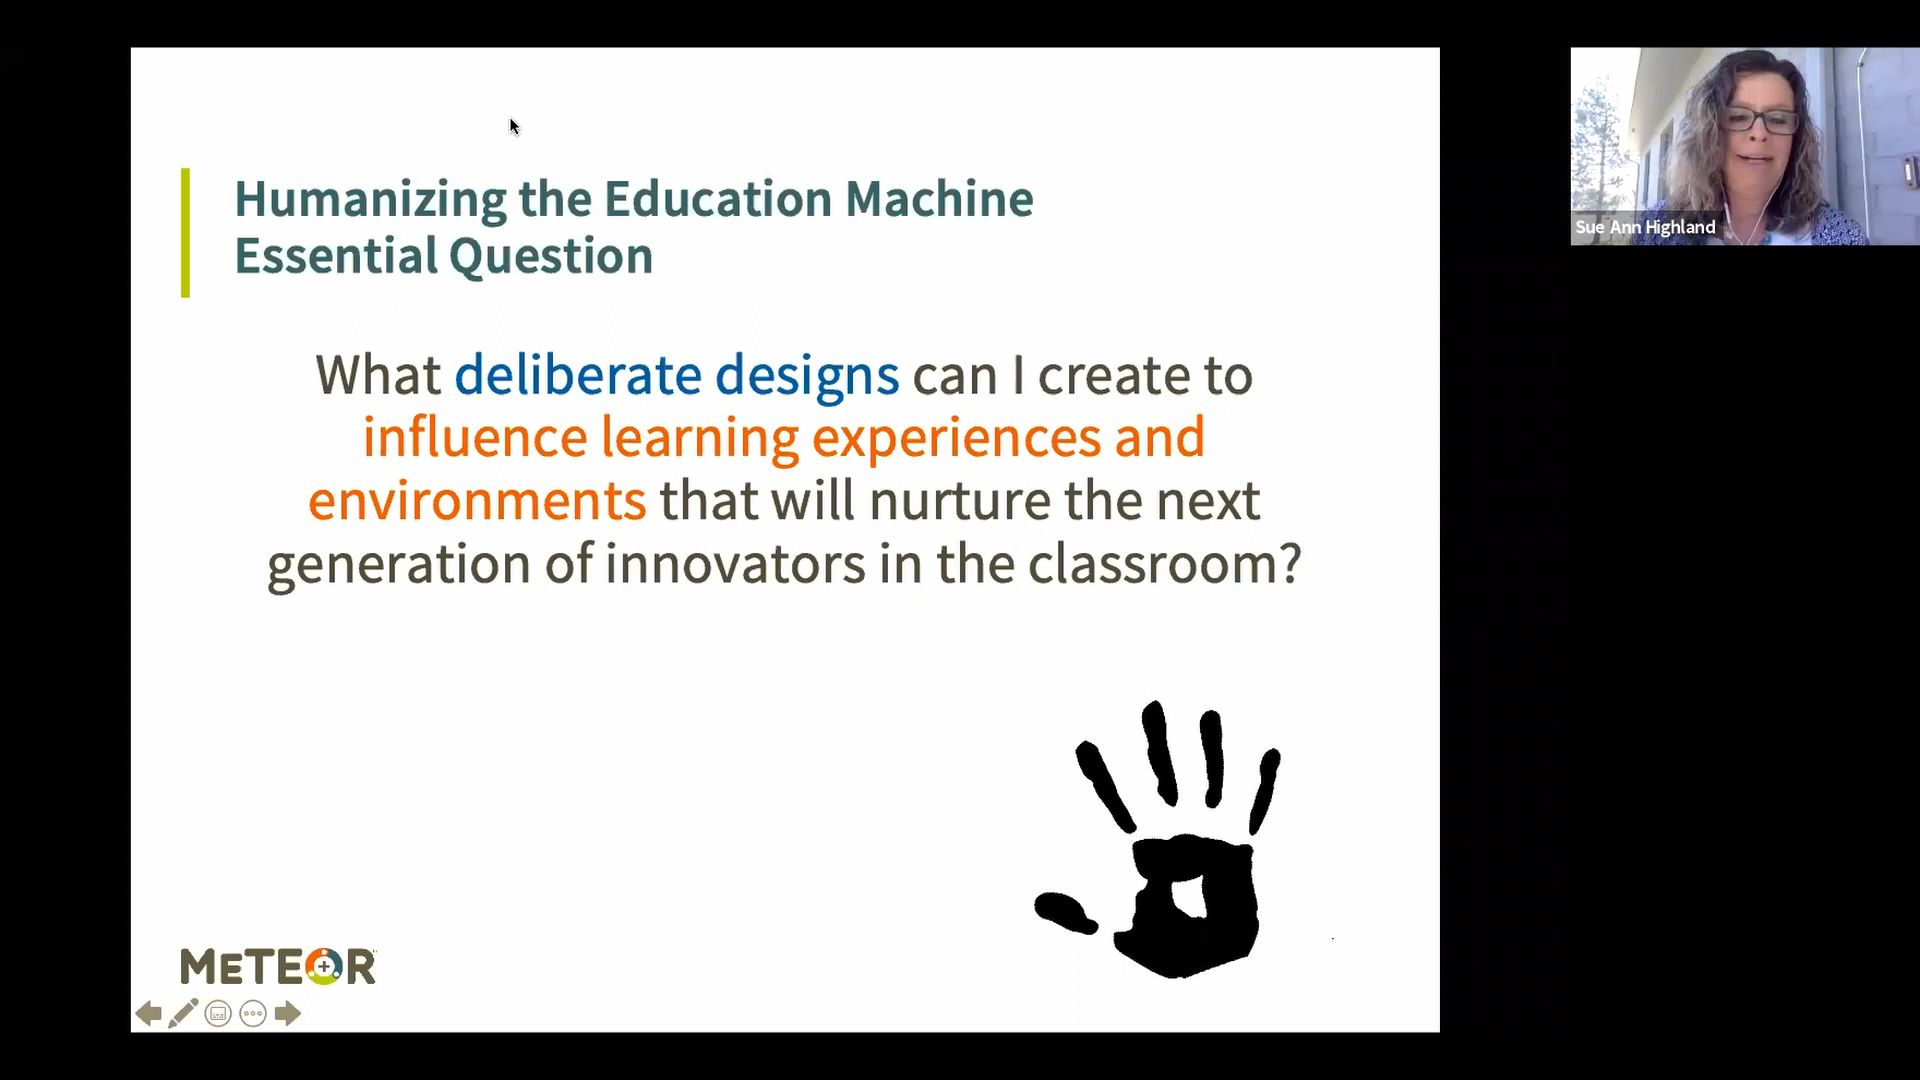 Humanizing the Education Machine
Essential Question
What deliberate designs can I create to
influence learning experiences and
environments that will nurture the next
generation of innovators in the classroom?
METEOR
Sue Ann Highland